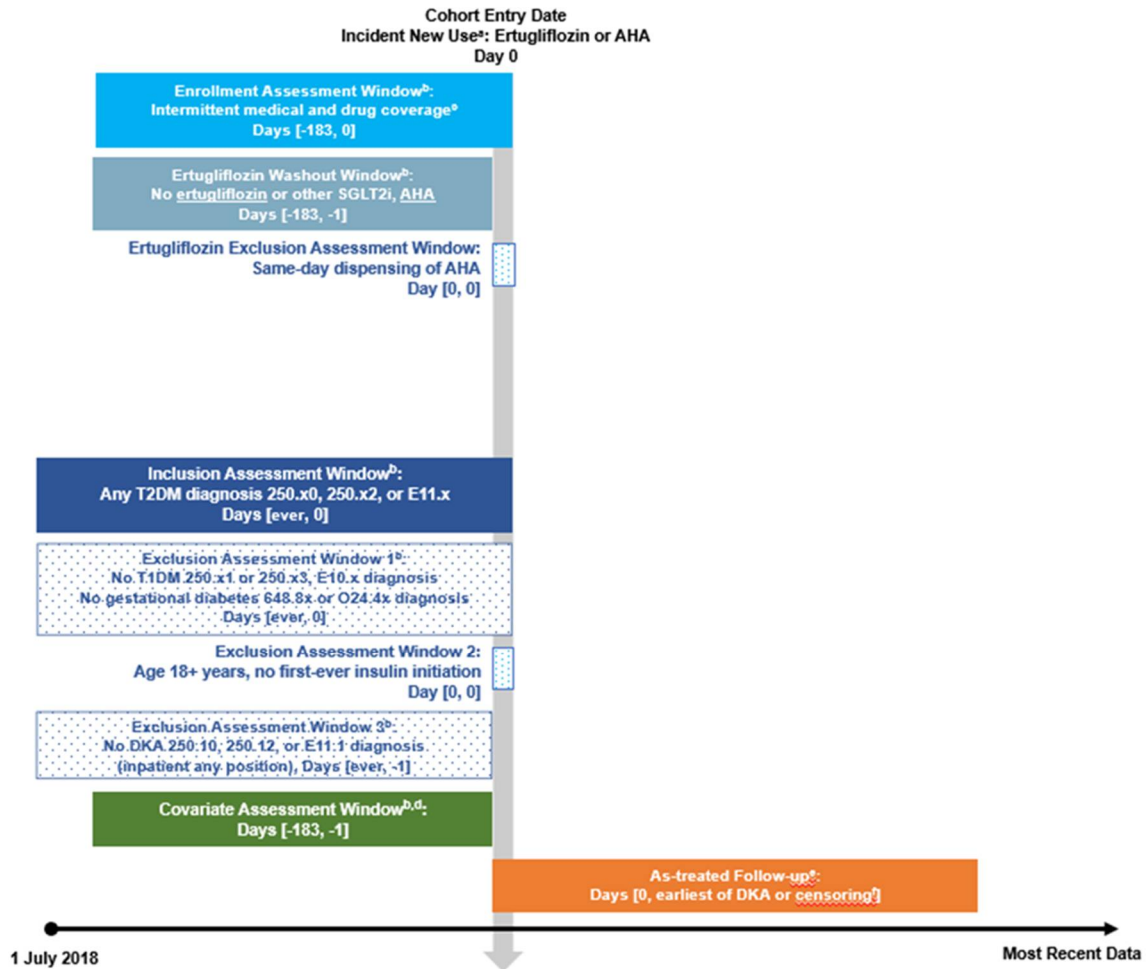 Cohort Entry Date
Incident New Useᵃ: Ertugliflozin or AHA
Day 0
Enrollment Assessment Windowᵇ:
Intermittent medical and drug coverageᵒ
Days [-183, 0]
Ertugliflozin Washout Windowᵇ:
No ertugliflozin or other SGLT2i, AHA
Days [-183, -1]
Ertugliflozin Exclusion Assessment Window:
Same-day dispensing of AHA
Day [0, 0]
Inclusion Assessment Windowᵇ:
Any T2DM diagnosis 250.x0, 250.x2, or E11.x
Days [ever, 0]
Exclusion Assessment Window 1ᵇ:
No T1DM 250.x1 or 250.x3, E10.x diagnosis
No gestational diabetes 648.8x or O24.4x diagnosis
Days [ever, 0]
Exclusion Assessment Window 2:
Age 18+ years, no first-ever insulin initiation
Day [0, 0]
Exclusion Assessment Window 3ᵇ:
No DKA 250.10, 250.12, or E11.1 diagnosis
(inpatient any position), Days [ever, -1]
Covariate Assessment Windowᵇ,ᵈ:
Days [-183, -1]
As-treated Follow-upᵉ:
Days [0, earliest of DKA or censoringᶠ]
1 July 2018
Most Recent Data